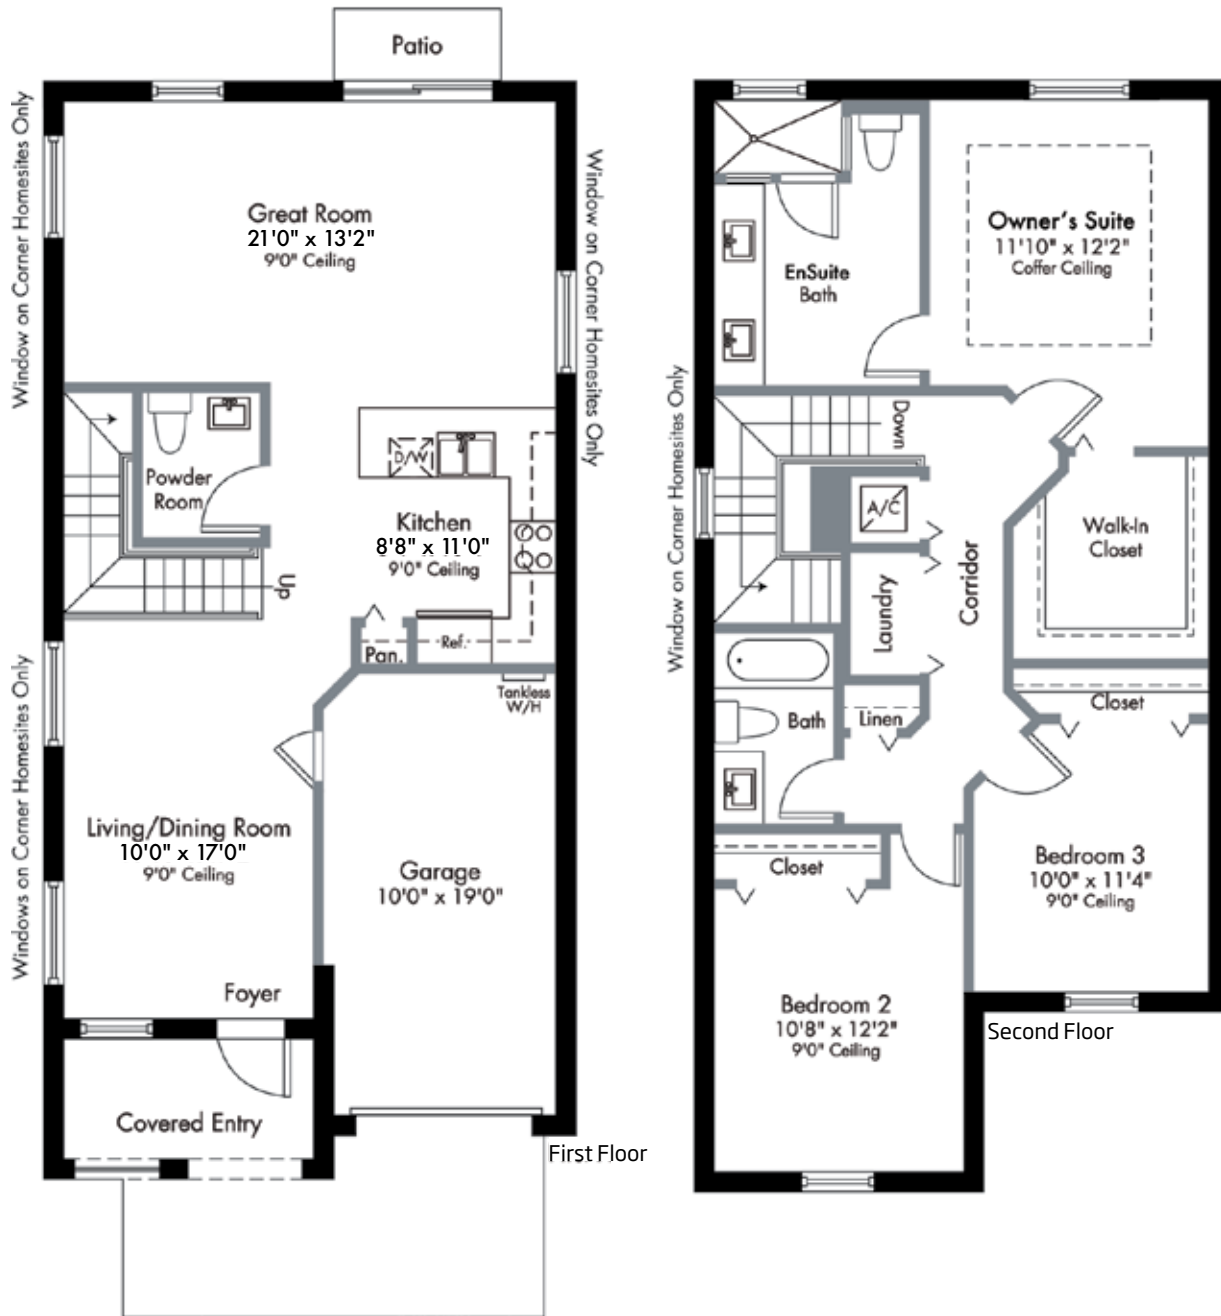 Patio
Window on Corner Homesites Only
Great Room
21'0" x 13'2"
9'0" Ceiling
Window on Corner Homesites Only
Powder
Room
D/W
Kitchen
8'8" x 11'0"
9'0" Ceiling
Up
Pan.
Ref.
Tankless
W/H
Windows on Corner Homesites Only
Living/Dining Room
10'0" x 17'0"
9'0" Ceiling
Garage
10'0" x 19'0"
Foyer
Covered Entry
First Floor
Owner's Suite
11'10" x 12'2"
Coffer Ceiling
EnSuite
Bath
Window on Corner Homesites Only
Down
A/C
Walk-In
Closet
Corridor
Laundry
Closet
Bath
Linen
Closet
Bedroom 3
10'0" x 11'4"
9'0" Ceiling
Bedroom 2
10'8" x 12'2"
9'0" Ceiling
Second Floor